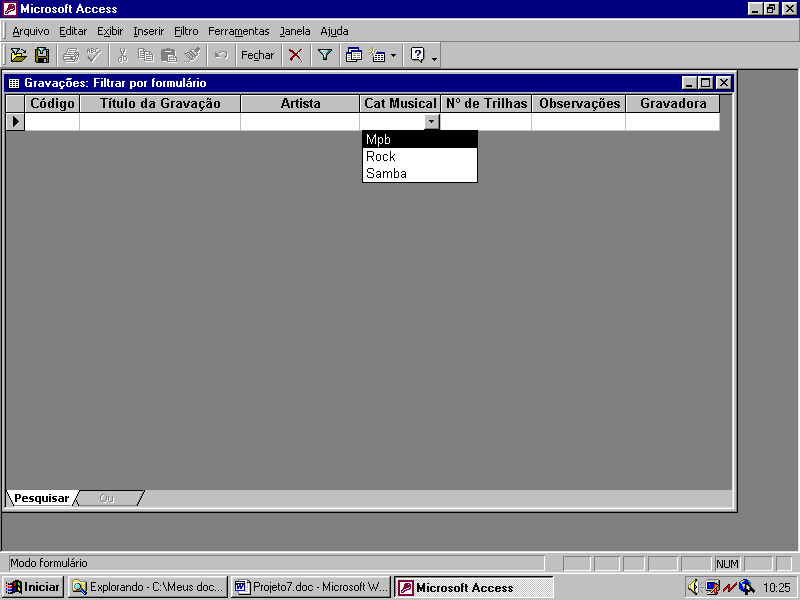 Microsoft Access
Arquivo Editar Exibir Inserir Filtro Ferramentas Janela Ajuda
Fechar
Gravações: Filtrar por formulário
Código Título da Gravação Artista Cat Musical Nº de Trilhas Observações Gravadora
Mpb
Rock
Samba
Pesquisar Ou
Modo formulário NUM
Iniciar Explorando - C:\Meus doc... Projeto7.doc - Microsoft W... Microsoft Access 10:25